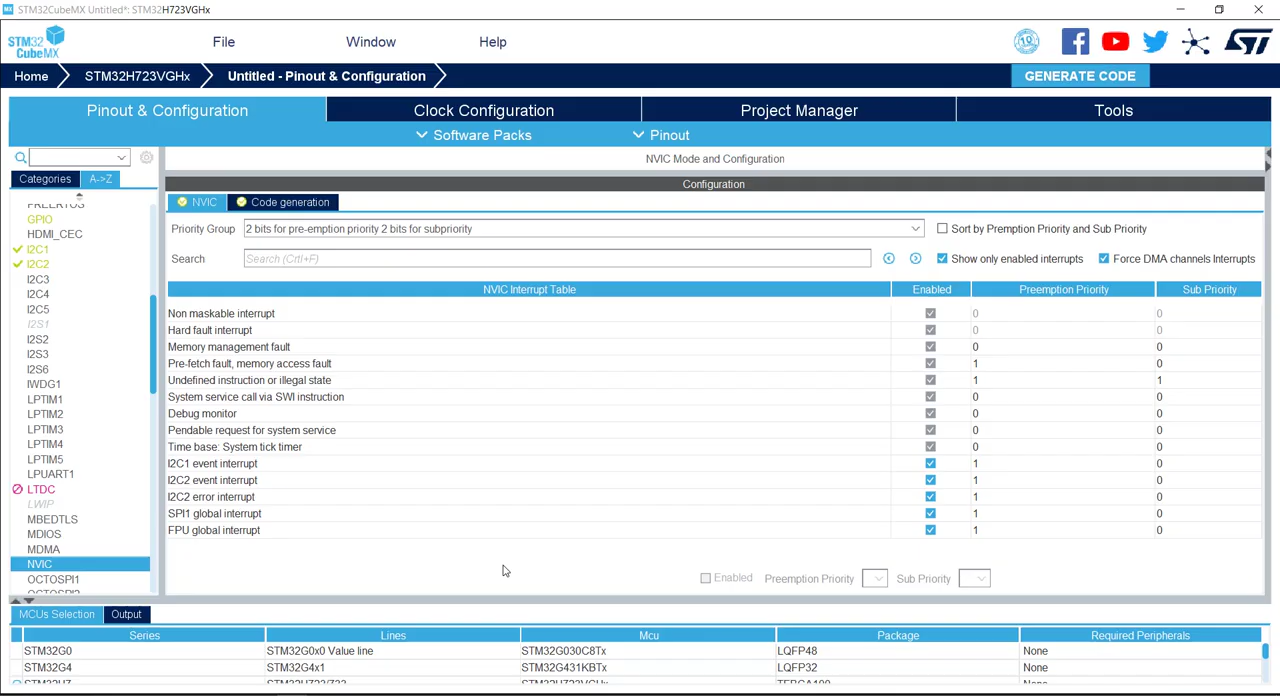 MX STM32CubeMX Untitled*: STM32H723VGHx
STM32 CubeMX
File Window Help
10
Home STM32H723VGHx Untitled - Pinout & Configuration GENERATE CODE
Pinout & Configuration Clock Configuration Project Manager Tools
Software Packs Pinout
NVIC Mode and Configuration
Categories A->Z
Configuration
NVIC Code generation
Priority Group 2 bits for pre-emption priority 2 bits for subpriority Sort by Premption Priority and Sub Priority
Search Search (Crtl+F) Show only enabled interrupts Force DMA channels Interrupts
NVIC Interrupt Table Enabled Preemption Priority Sub Priority
Non maskable interrupt 0 0
Hard fault interrupt 0 0
Memory management fault 0 0
Pre-fetch fault, memory access fault 1 0
Undefined instruction or illegal state 1 1
System service call via SWI instruction 0 0
Debug monitor 0 0
Pendable request for system service 0 0
Time base: System tick timer 0 0
I2C1 event interrupt 1 0
I2C2 event interrupt 1 0
I2C2 error interrupt 1 0
SPI1 global interrupt 1 0
FPU global interrupt 1 0
Enabled Preemption Priority Sub Priority
FREERTOS
GPIO
HDMI_CEC
I2C1
I2C2
I2C3
I2C4
I2C5
I2S1
I2S2
I2S3
I2S6
IWDG1
LPTIM1
LPTIM2
LPTIM3
LPTIM4
LPTIM5
LPUART1
LTDC
LWIP
MBEDTLS
MDIOS
MDMA
NVIC
OCTOSPI1
OCTOSPI2
MCUs Selection Output
Series Lines Mcu Package Required Peripherals
STM32G0 STM32G0x0 Value line STM32G030C8Tx LQFP48 None
STM32G4 STM32G4x1 STM32G431KBTx LQFP32 None
STM32H7 STM32H723/733 STM32H723VGHx TFBGA100 None